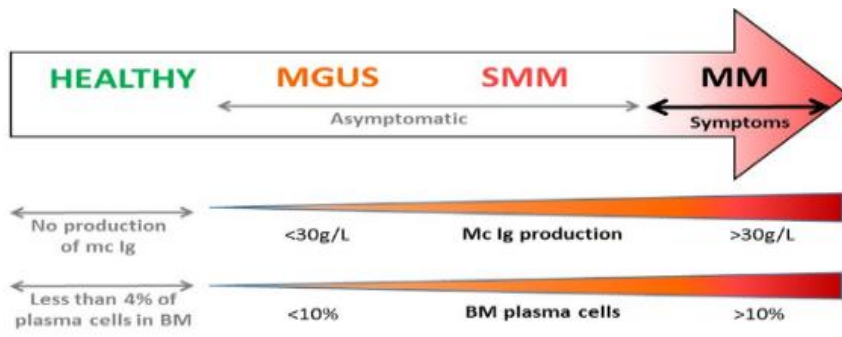 HEALTHY MGUS SMM MM
Asymptomatic Symptoms
No production
of mc Ig
<30g/L Mc Ig production >30g/L
Less than 4% of
plasma cells in BM
<10% BM plasma cells >10%